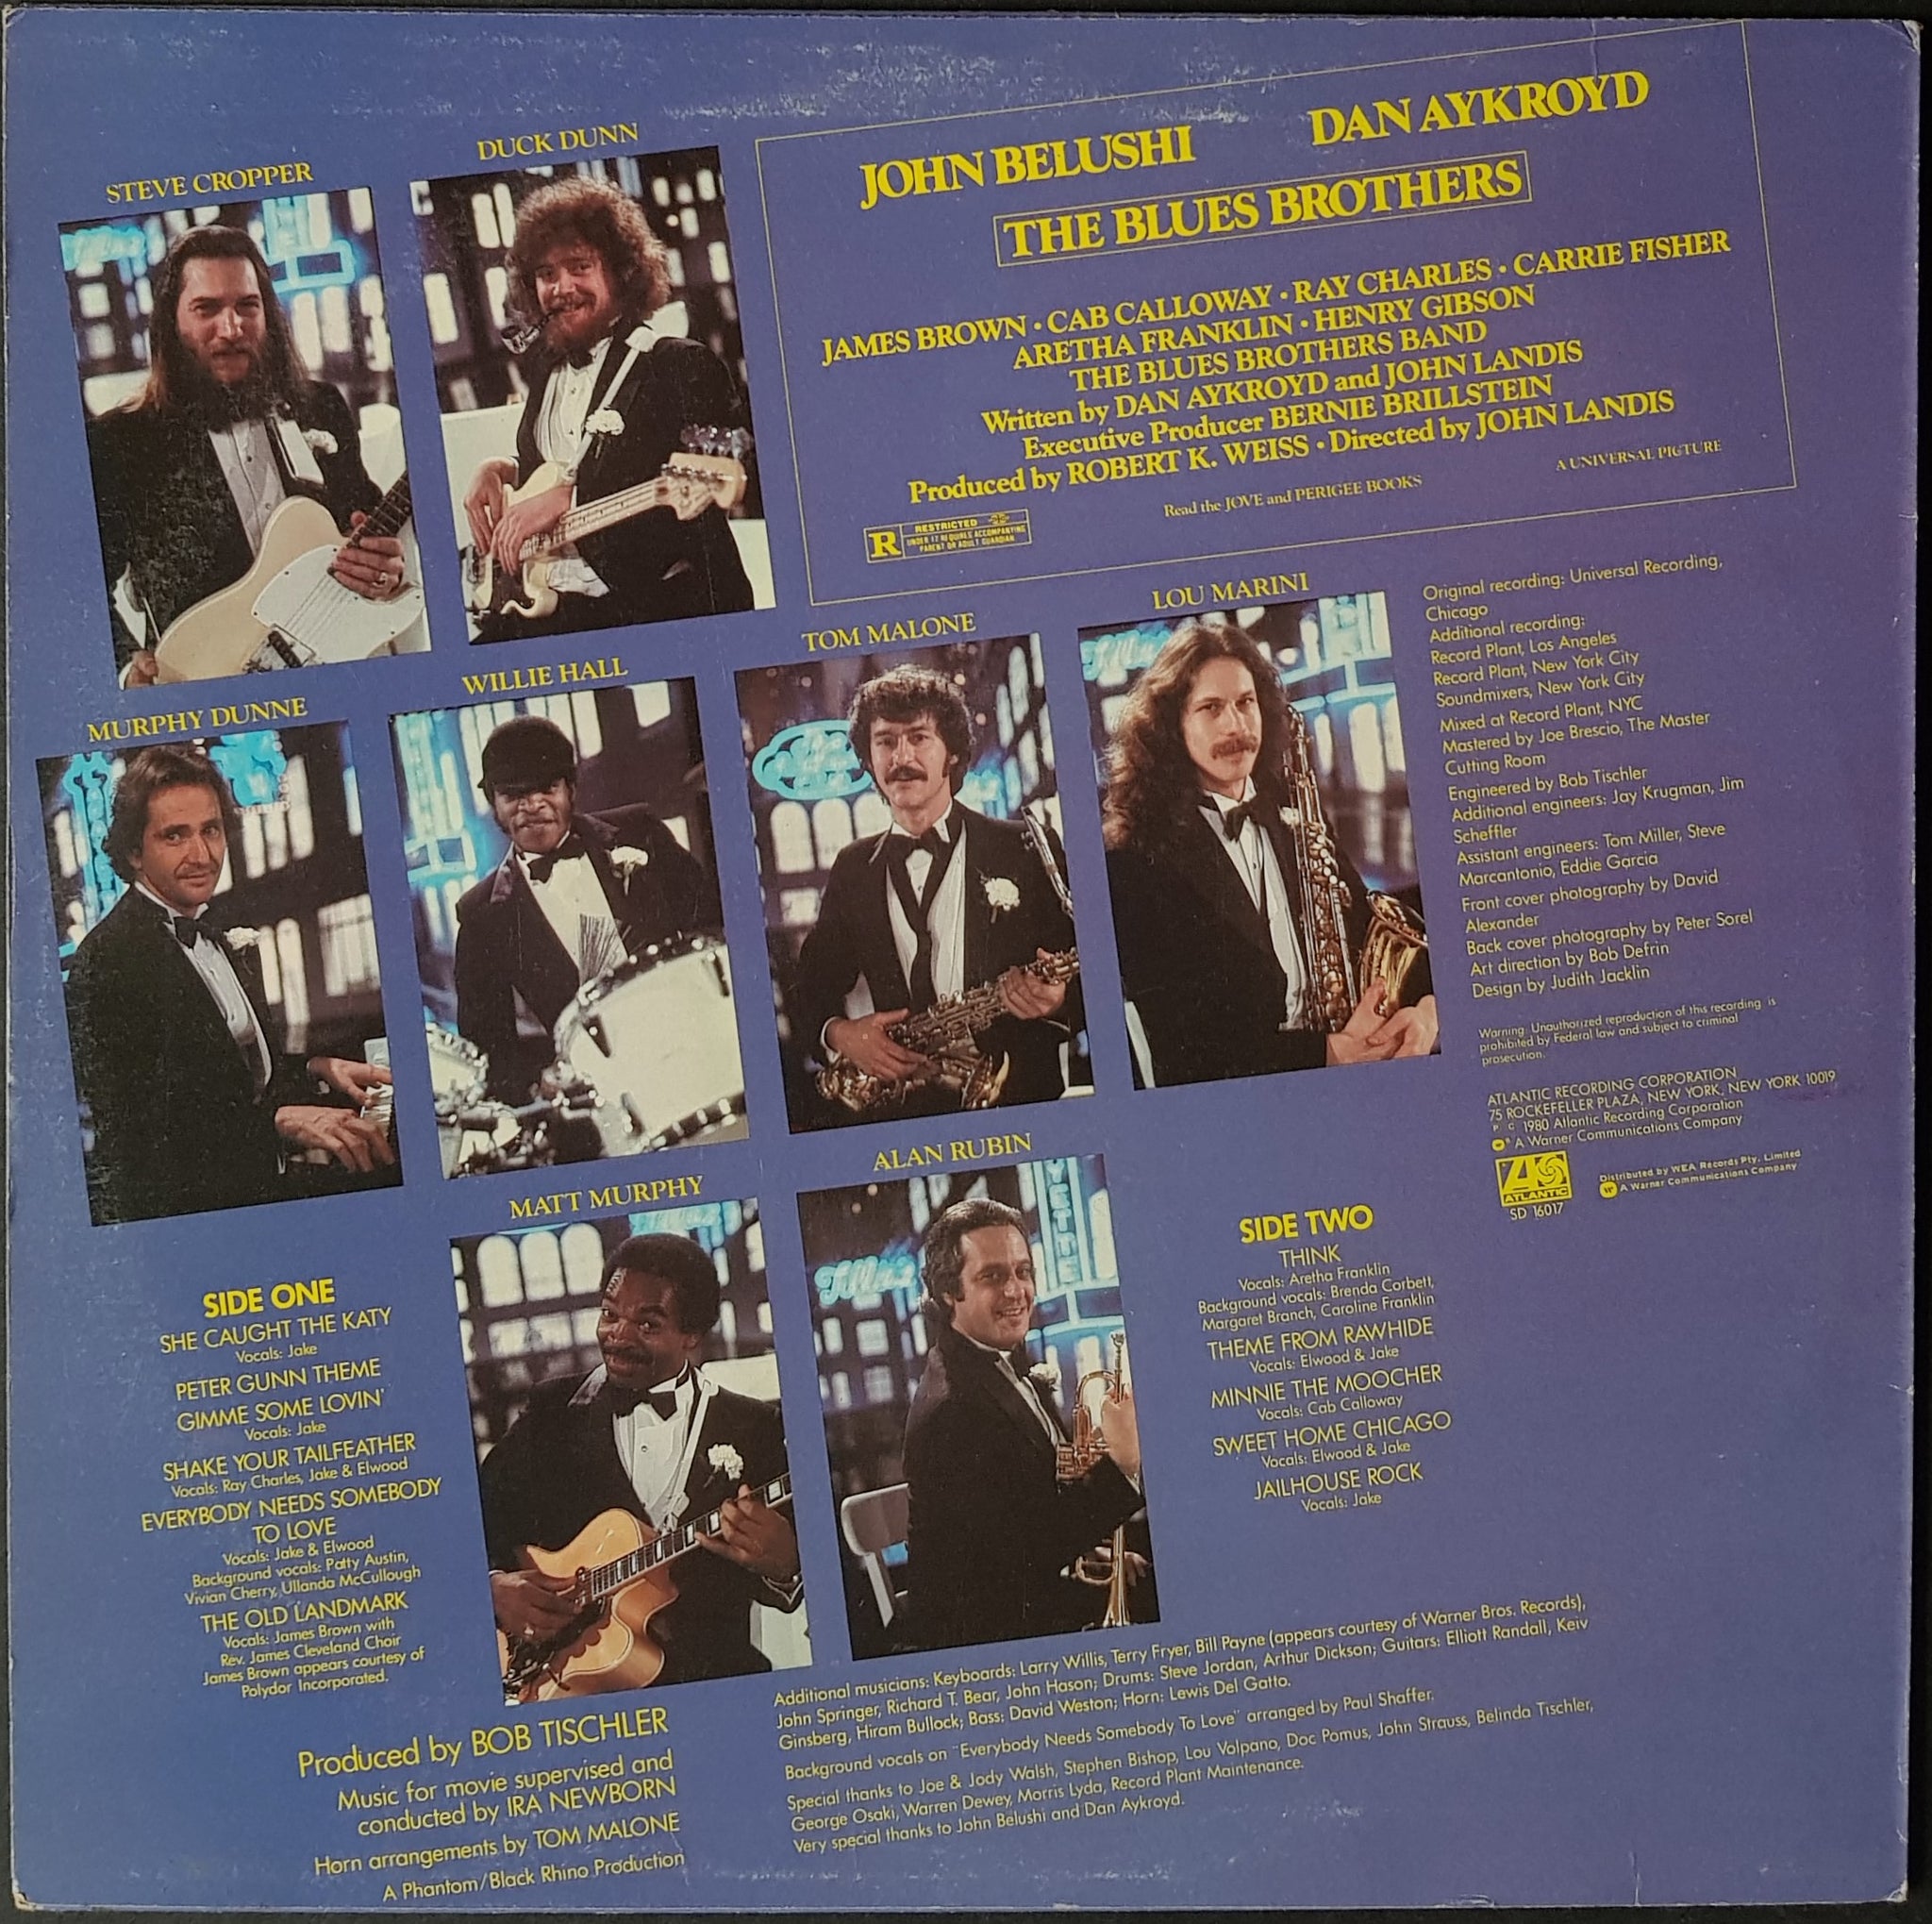 STEVE CROPPER
DUCK DUNN
JOHN BELUSHI
DAN AYKROYD
THE BLUES BROTHERS
JAMES BROWN • CAB CALLOWAY • RAY CHARLES • CARRIE FISHER
ARETHA FRANKLIN • HENRY GIBSON
THE BLUES BROTHERS BAND
Written by DAN AYKROYD and JOHN LANDIS
Executive Producer BERNIE BRILLSTEIN
Produced by ROBERT K. WEISS • Directed by JOHN LANDIS
Read the JOVE and PERIGEE BOOKS
A UNIVERSAL PICTURE
R
RESTRICTED
UNDER 17 REQUIRES ACCOMPANYING
PARENT OR ADULT GUARDIAN
MURPHY DUNNE
WILLIE HALL
TOM MALONE
LOU MARINI
Original recording: Universal Recording,
Chicago
Additional recording:
Record Plant, Los Angeles
Record Plant, New York City
Soundmixers, New York City
Mixed at Record Plant, NYC
Mastered by Joe Brescio, The Master
Cutting Room
Engineered by Bob Tischler
Additional engineers: Jay Krugman, Jim
Scheffler
Assistant engineers: Tom Miller, Steve
Marcantonio, Eddie Garcia
Front cover photography by David
Alexander
Back cover photography by Peter Sorel
Art direction by Bob Defrin
Design by Judith Jacklin
Warning: Unauthorized reproduction of this recording is
prohibited by Federal law and subject to criminal
prosecution.
ATLANTIC RECORDING CORPORATION
75 ROCKEFELLER PLAZA, NEW YORK, NEW YORK 10019
P C 1980 Atlantic Recording Corporation
A Warner Communications Company
ATLANTIC
SD 16017
Distributed by WEA Records Pty. Limited
A Warner Communications Company
MATT MURPHY
ALAN RUBIN
SIDE ONE
SHE CAUGHT THE KATY
Vocals: Jake
PETER GUNN THEME
GIMME SOME LOVIN'
Vocals: Jake
SHAKE YOUR TAILFEATHER
Vocals: Ray Charles, Jake & Elwood
EVERYBODY NEEDS SOMEBODY
TO LOVE
Vocals: Jake & Elwood
Background vocals: Patty Austin,
Vivian Cherry, Ullanda McCullough
THE OLD LANDMARK
Vocals: James Brown with
Rev. James Cleveland Choir
James Brown appears courtesy of
Polydor Incorporated.
SIDE TWO
THINK
Vocals: Aretha Franklin
Background vocals: Brenda Corbett,
Margaret Branch, Caroline Franklin
THEME FROM RAWHIDE
Vocals: Elwood & Jake
MINNIE THE MOOCHER
Vocals: Cab Calloway
SWEET HOME CHICAGO
Vocals: Elwood & Jake
JAILHOUSE ROCK
Vocals: Jake
Produced by BOB TISCHLER
Music for movie supervised and
conducted by IRA NEWBORN
Horn arrangements by TOM MALONE
A Phantom/Black Rhino Production
Additional musicians: Keyboards: Larry Willis, Terry Fryer, Bill Payne (appears courtesy of Warner Bros. Records),
John Springer, Richard T. Bear, John Hason; Drums: Steve Jordan, Arthur Dickson; Guitars: Elliott Randall, Keiv
Ginsberg, Hiram Bullock; Bass: David Weston; Horn: Lewis Del Gatto.
Background vocals on "Everybody Needs Somebody To Love" arranged by Paul Shaffer.
Special thanks to Joe & Jody Walsh, Stephen Bishop, Lou Volpano, Doc Pomus, John Strauss, Belinda Tischler,
George Osaki, Warren Dewey, Morris Lyda, Record Plant Maintenance.
Very special thanks to John Belushi and Dan Aykroyd.